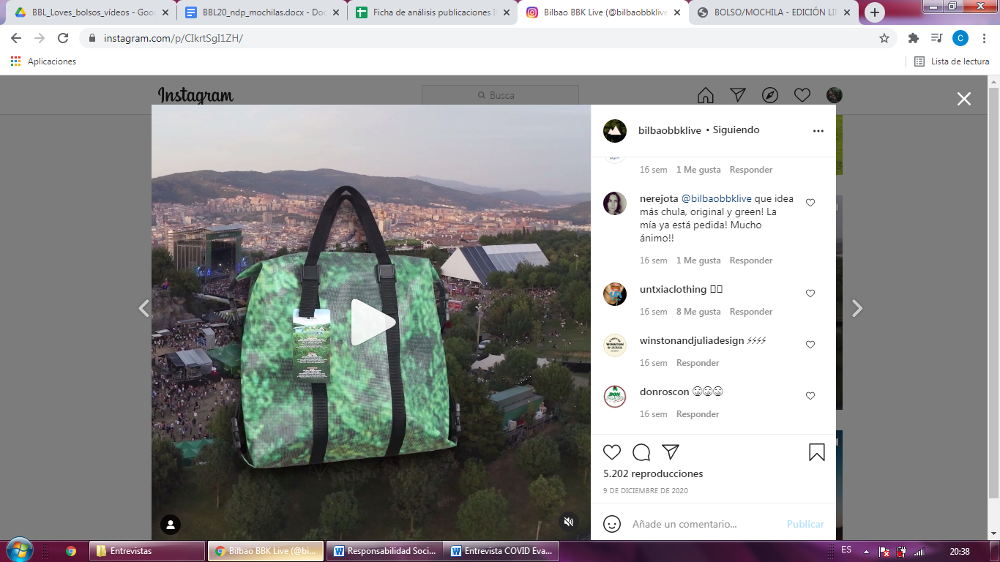 BBL_Loves_bolsos_vídeos - Goo
BBL20_ndp_mochilas.docx - Doc
Ficha de análisis publicaciones I
Bilbao BBK Live (@bilbaobbklive
BOLSO/MOCHILA - EDICIÓN LI
instagram.com/p/CIkrtSgI1ZH/
C
Aplicaciones
Lista de lectura
Instagram
Busca
bilbaobbklive • Siguiendo
16 sem 1 Me gusta Responder
nerejota @bilbaobbklive que idea
más chula, original y green! La
mía ya está pedida! Mucho
ánimo!!
16 sem 1 Me gusta Responder
untxiaclothing
16 sem 8 Me gusta Responder
winstonandjuliadesign ⚡⚡⚡⚡
16 sem Responder
donroscon
16 sem Responder
5.202 reproducciones
9 DE DICIEMBRE DE 2020
Añade un comentario... Publicar
Entrevistas
Bilbao BBK Live (@bi...
Responsabilidad Soci...
Entrevista COVID Eva...
ES
20:38